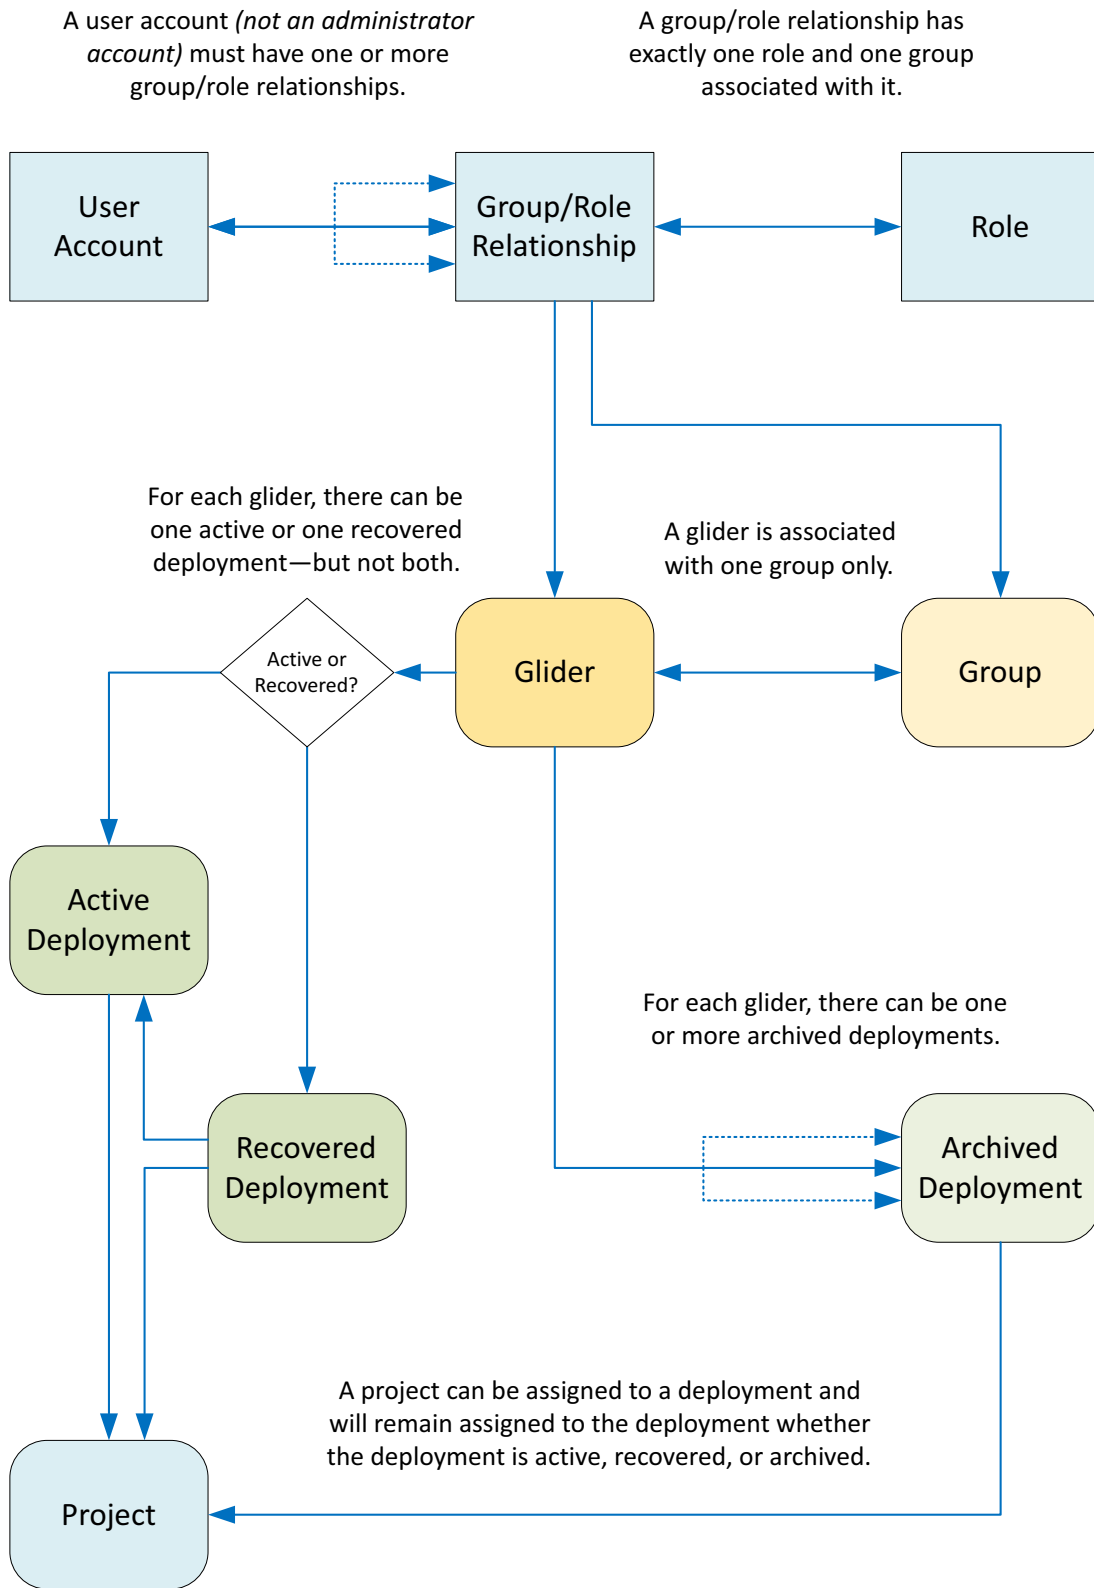 A user account (not an administrator
account) must have one or more
group/role relationships.
A group/role relationship has
exactly one role and one group
associated with it.
User
Account
Group/Role
Relationship
Role
For each glider, there can be
one active or one recovered
deployment—but not both.
A glider is associated
with one group only.
Active or
Recovered?
Glider
Group
Active
Deployment
For each glider, there can be one
or more archived deployments.
Recovered
Deployment
Archived
Deployment
A project can be assigned to a deployment and
will remain assigned to the deployment whether
the deployment is active, recovered, or archived.
Project